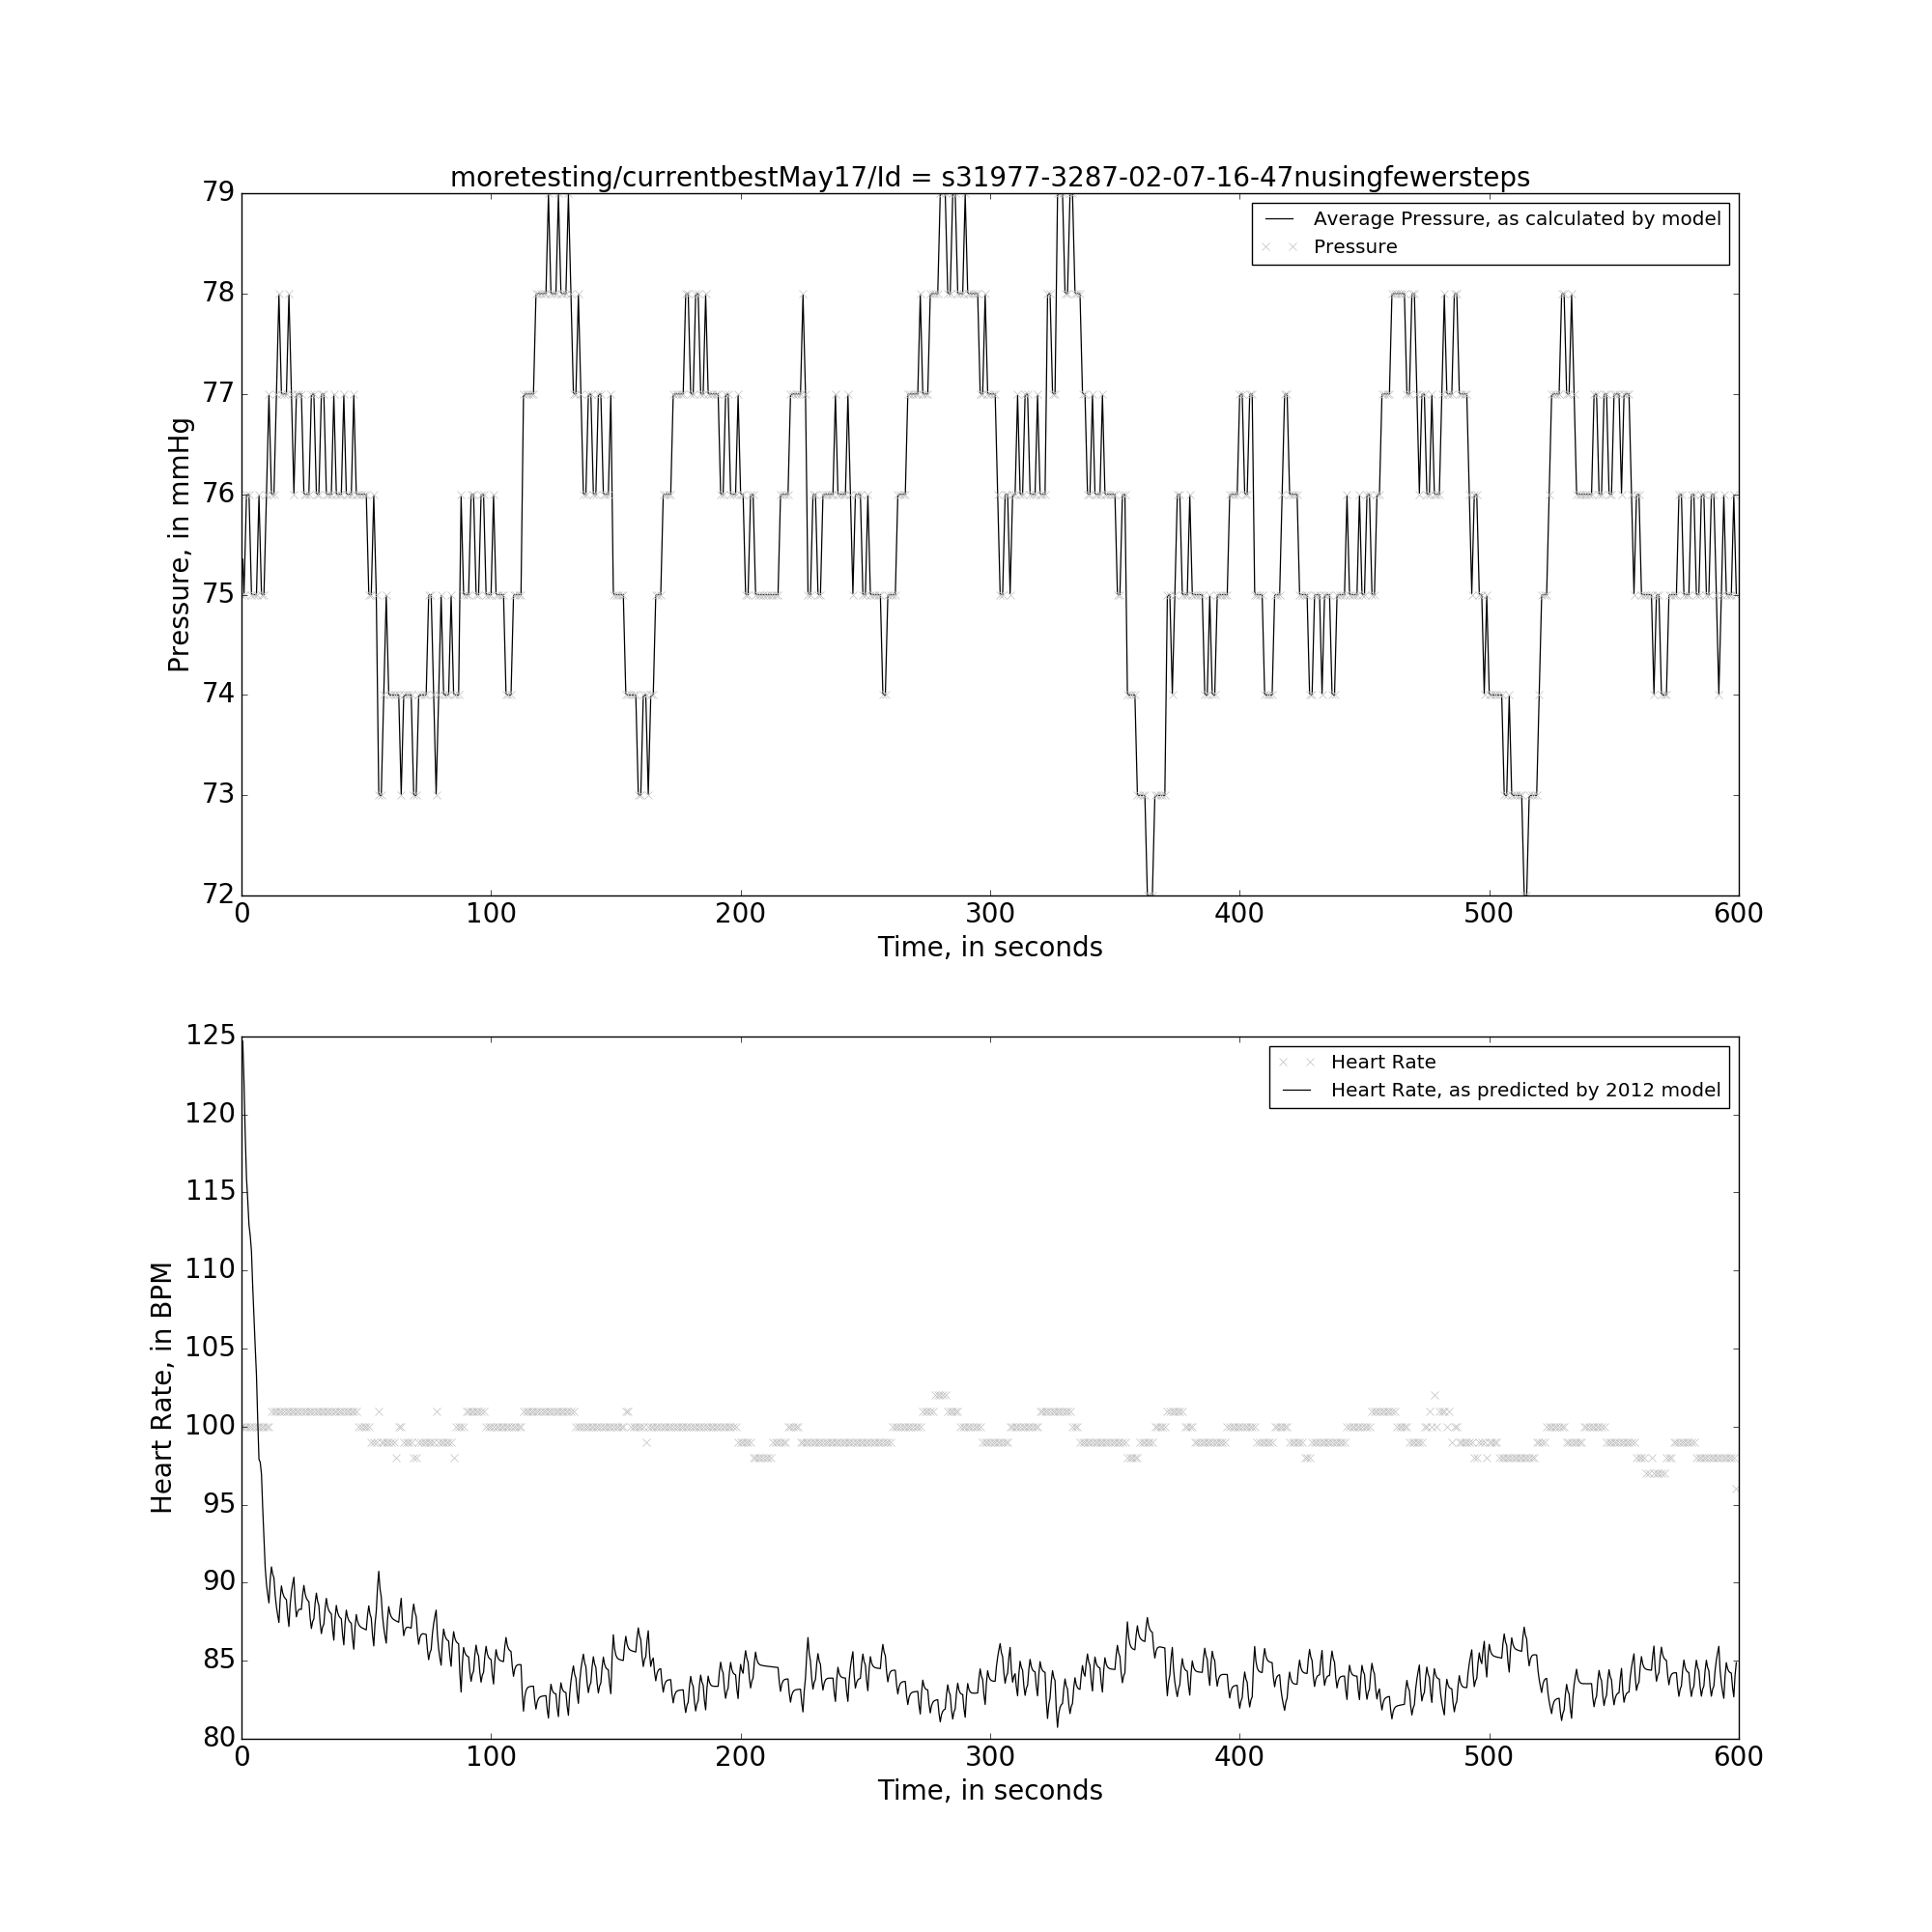 moretesting/currentbestMay17/Id = s31977-3287-02-07-16-47nusingfewersteps
Average Pressure, as calculated by model
Pressure
79
78
77
76
75
74
73
72
Pressure, in mmHg
0 100 200 300 400 500 600
Time, in seconds
Heart Rate
Heart Rate, as predicted by 2012 model
125
120
115
110
105
100
95
90
85
80
Heart Rate, in BPM
0 100 200 300 400 500 600
Time, in seconds